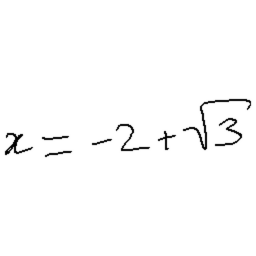 x = -2 + √3